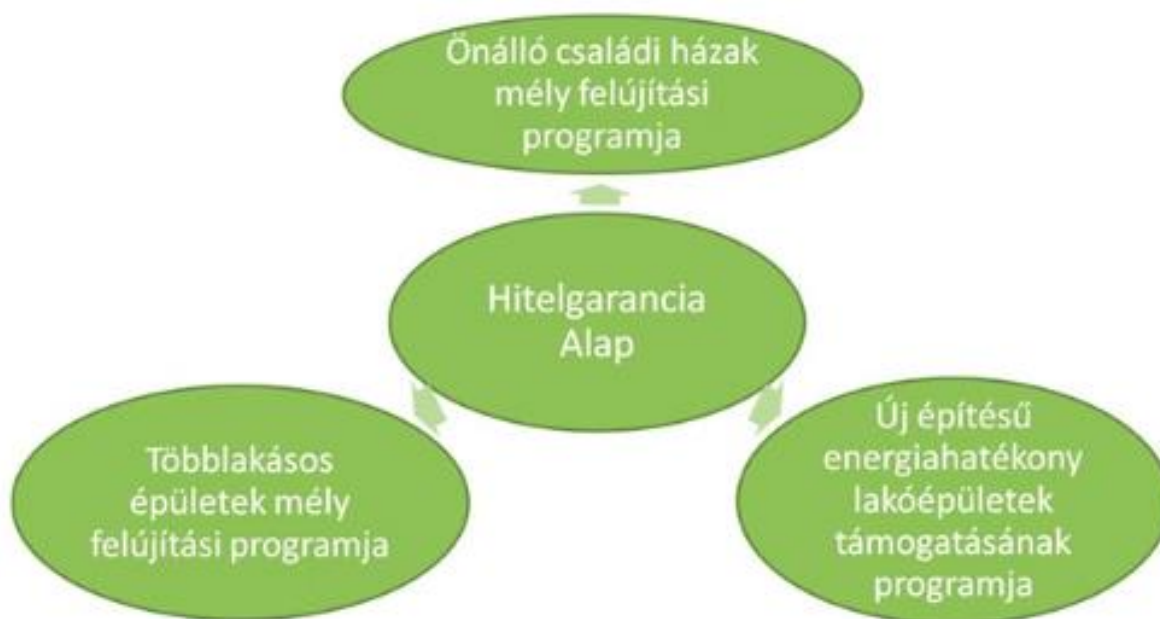 Önálló családi házak
mély felújítási
programja
Hitelgarancia
Alap
Többlakásos
épületek mély
felújítási programja
Új építésű
energiahatékony
lakóépületek
támogatásának
programja